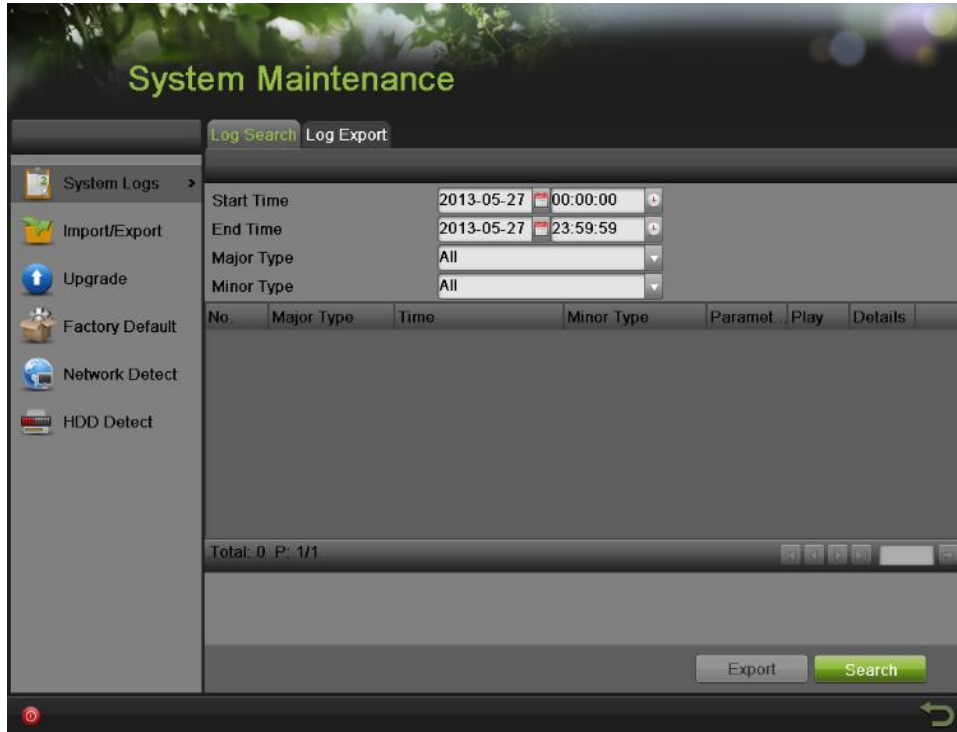 System Maintenance
Log Search Log Export
System Logs >
Import/Export
Upgrade
Factory Default
Network Detect
HDD Detect
Start Time 2013-05-27 00:00:00
End Time 2013-05-27 23:59:59
Major Type All
Minor Type All
No. Major Type Time Minor Type Paramet... Play Details
Total: 0 P: 1/1
Export Search